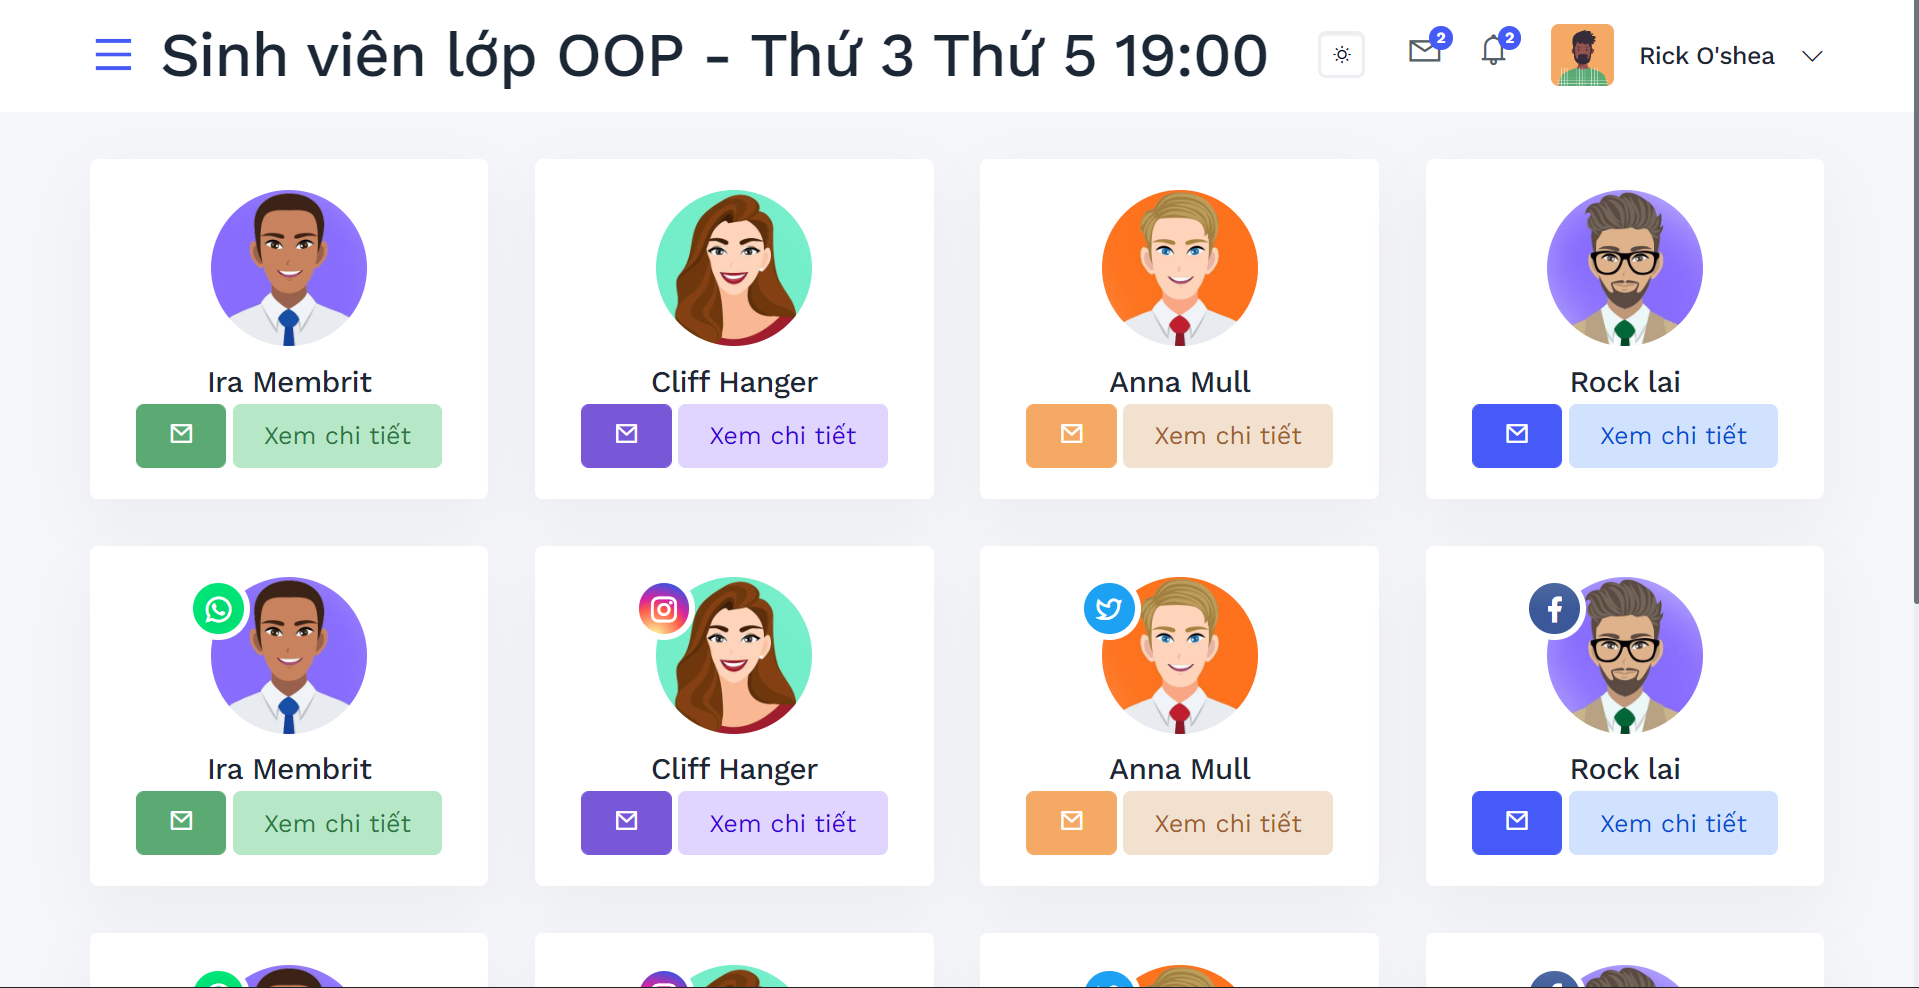 Sinh viên lớp OOP - Thứ 3 Thứ 5 19:00
2
2
Rick O'shea
Ira Membrit
Cliff Hanger
Anna Mull
Rock lai
Xem chi tiết
Xem chi tiết
Xem chi tiết
Xem chi tiết
Ira Membrit
Cliff Hanger
Anna Mull
Rock lai
Xem chi tiết
Xem chi tiết
Xem chi tiết
Xem chi tiết